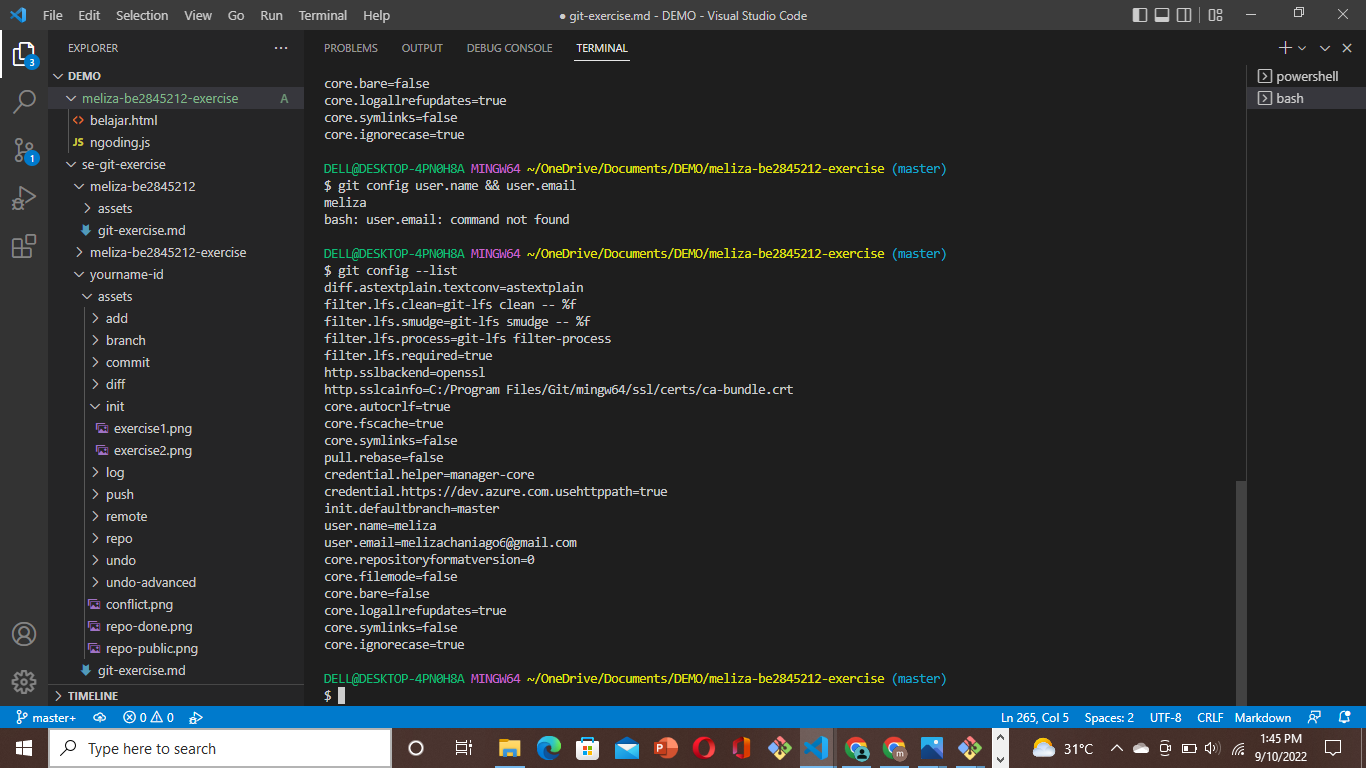 File Edit Selection View Go Run Terminal Help
● git-exercise.md - DEMO - Visual Studio Code
EXPLORER
DEMO
meliza-be2845212-exercise A
belajar.html
JS ngoding.js
se-git-exercise
meliza-be2845212
assets
git-exercise.md
meliza-be2845212-exercise
yourname-id
assets
add
branch
commit
diff
init
exercise1.png
exercise2.png
log
push
remote
repo
undo
undo-advanced
conflict.png
repo-done.png
repo-public.png
git-exercise.md
TIMELINE
3
1
PROBLEMS OUTPUT DEBUG CONSOLE TERMINAL
core.bare=false
core.logallrefupdates=true
core.symlinks=false
core.ignorecase=true
DELL@DESKTOP-4PN0H8A MINGW64 ~/OneDrive/Documents/DEMO/meliza-be2845212-exercise (master)
$ git config user.name && user.email
meliza
bash: user.email: command not found
DELL@DESKTOP-4PN0H8A MINGW64 ~/OneDrive/Documents/DEMO/meliza-be2845212-exercise (master)
$ git config --list
diff.astextplain.textconv=astextplain
filter.lfs.clean=git-lfs clean -- %f
filter.lfs.smudge=git-lfs smudge -- %f
filter.lfs.process=git-lfs filter-process
filter.lfs.required=true
http.sslbackend=openssl
http.sslcainfo=C:/Program Files/Git/mingw64/ssl/certs/ca-bundle.crt
core.autocrlf=true
core.fscache=true
core.symlinks=false
pull.rebase=false
credential.helper=manager-core
credential.https://dev.azure.com.usehttppath=true
init.defaultbranch=master
user.name=meliza
user.email=melizachaniago6@gmail.com
core.repositoryformatversion=0
core.filemode=false
core.bare=false
core.logallrefupdates=true
core.symlinks=false
core.ignorecase=true
DELL@DESKTOP-4PN0H8A MINGW64 ~/OneDrive/Documents/DEMO/meliza-be2845212-exercise (master)
$
powershell
bash
master+ 0 0
Ln 265, Col 5 Spaces: 2 UTF-8 CRLF Markdown
Type here to search
31°C
1:45 PM
9/10/2022